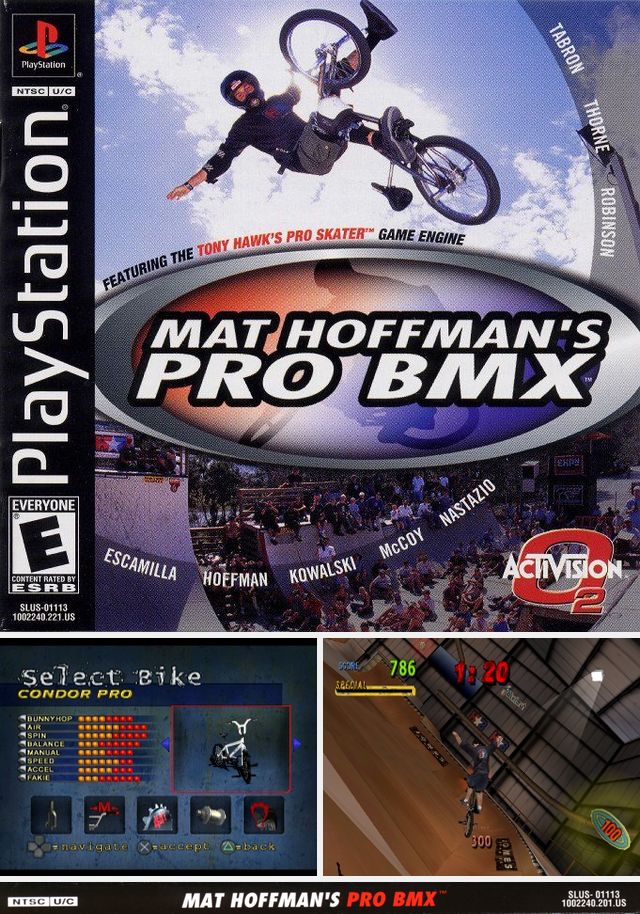 PlayStation
NTSC U/C
PlayStation
TABRON
THORNE
ROBINSON
FEATURING THE TONY HAWK'S PRO SKATER™ GAME ENGINE
MAT HOFFMAN'S
PRO BMX™
ESCAMILLA
HOFFMAN
KOWALSKI
McCOY
NASTAZIO
EVERYONE
E
CONTENT RATED BY
ESRB
SLUS-01113
1002240.221.US
ACTIVISION
O2
Select Bike
CONDOR PRO
BUNNYHOP
AIR
SPIN
BALANCE
MANUAL
SPEED
ACCEL
FAKIE
=navigate =accept =back
SCORE 786
1:20
SPECIAL
100
300
NTSC U/C
MAT HOFFMAN'S PRO BMX™
SLUS- 01113
1002240.201.US